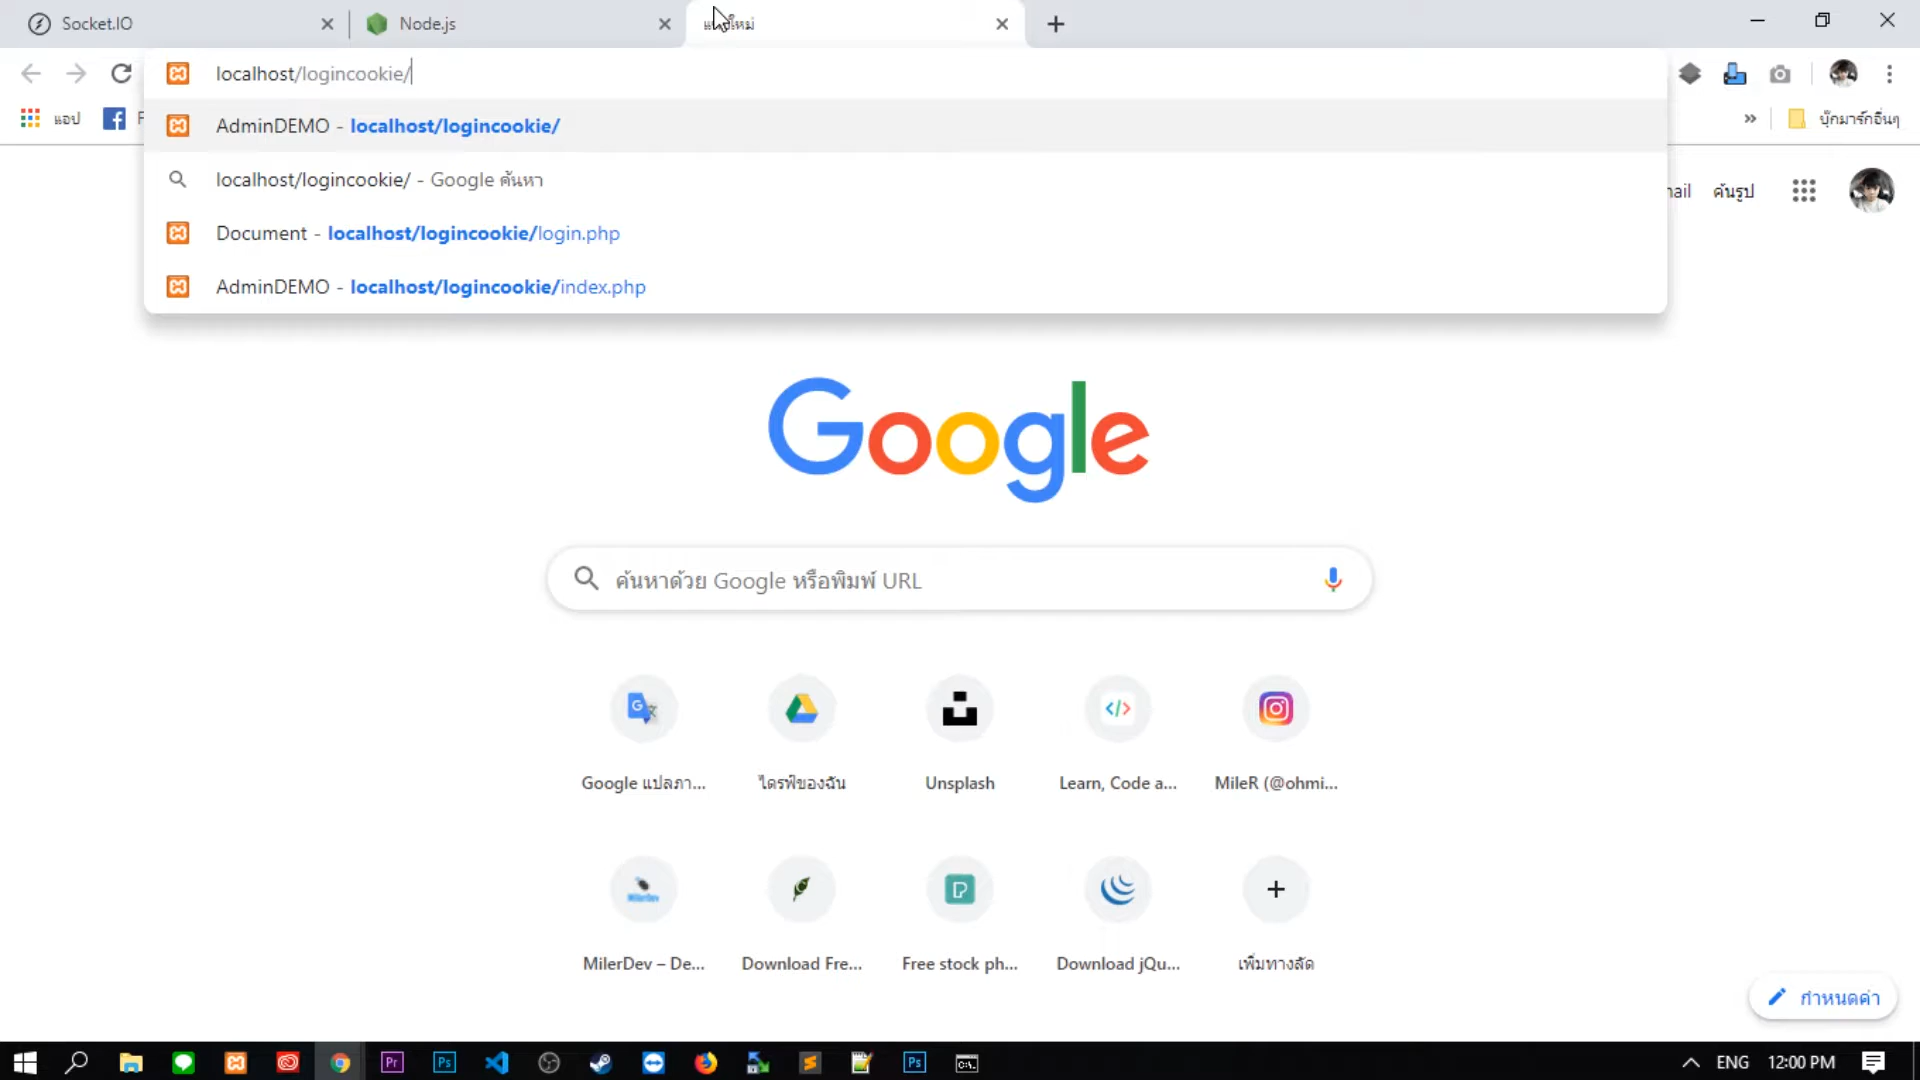 Socket.IO
Node.js
localhost/logincookie/
แอป
AdminDEMO - localhost/logincookie/
บุ๊กมาร์กอื่นๆ
localhost/logincookie/ - Google ค้นหา
ค้นรูป
Document - localhost/logincookie/login.php
AdminDEMO - localhost/logincookie/index.php
Google
ค้นหาด้วย Google หรือพิมพ์ URL
Google แปลภา...
ไดรฟ์ของฉัน
Unsplash
Learn, Code a...
MileR (@ohmi...
MilerDev – De...
Download Fre...
Free stock ph...
Download jQu...
เพิ่มทางลัด
กำหนดค่า
ENG
12:00 PM